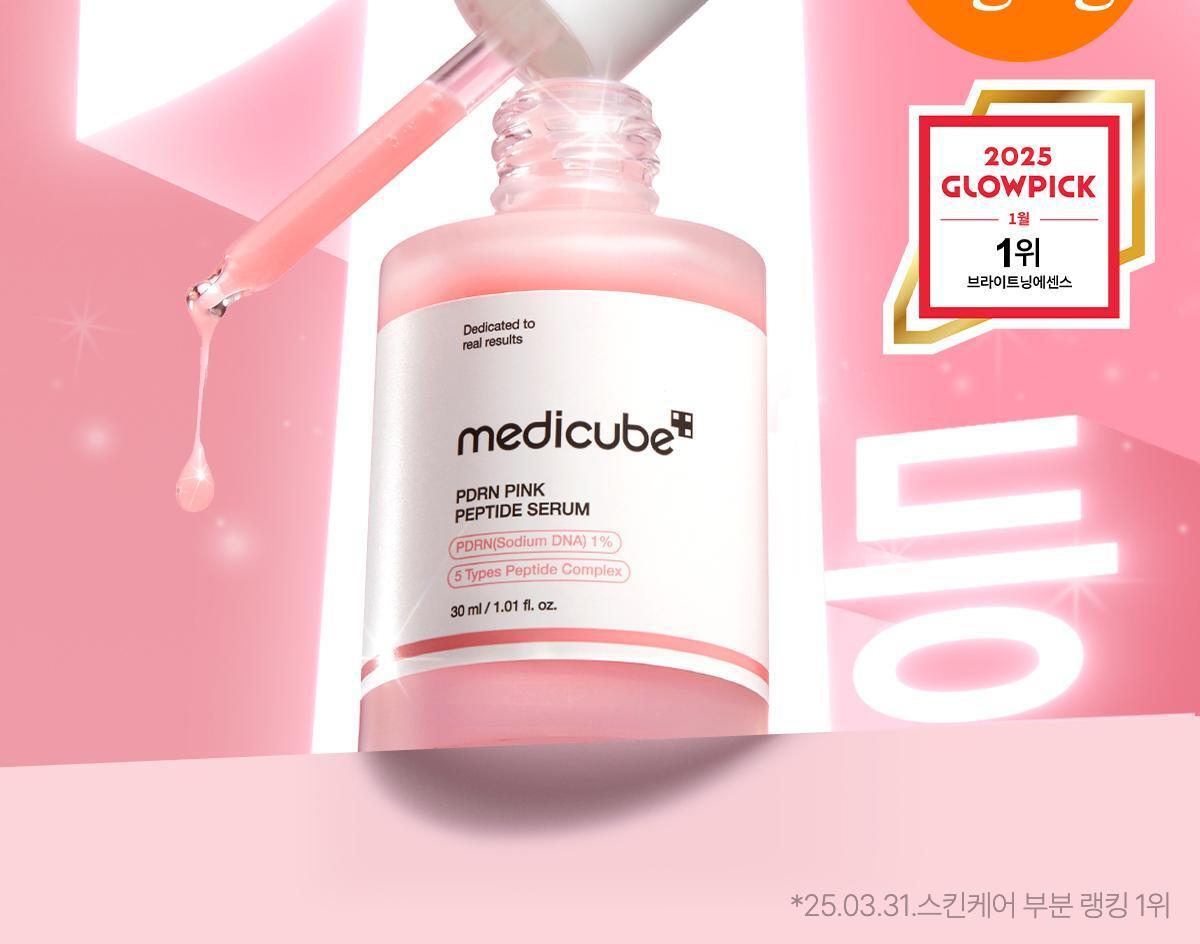 2025
GLOWPICK
1월
1위
브라이트닝에센스
Dedicated to
real results
medicube
PDRN PINK
PEPTIDE SERUM
PDRN(Sodium DNA) 1%
5 Types Peptide Complex
30 ml / 1.01 fl. oz.
1등
*25.03.31.스킨케어 부분 랭킹 1위